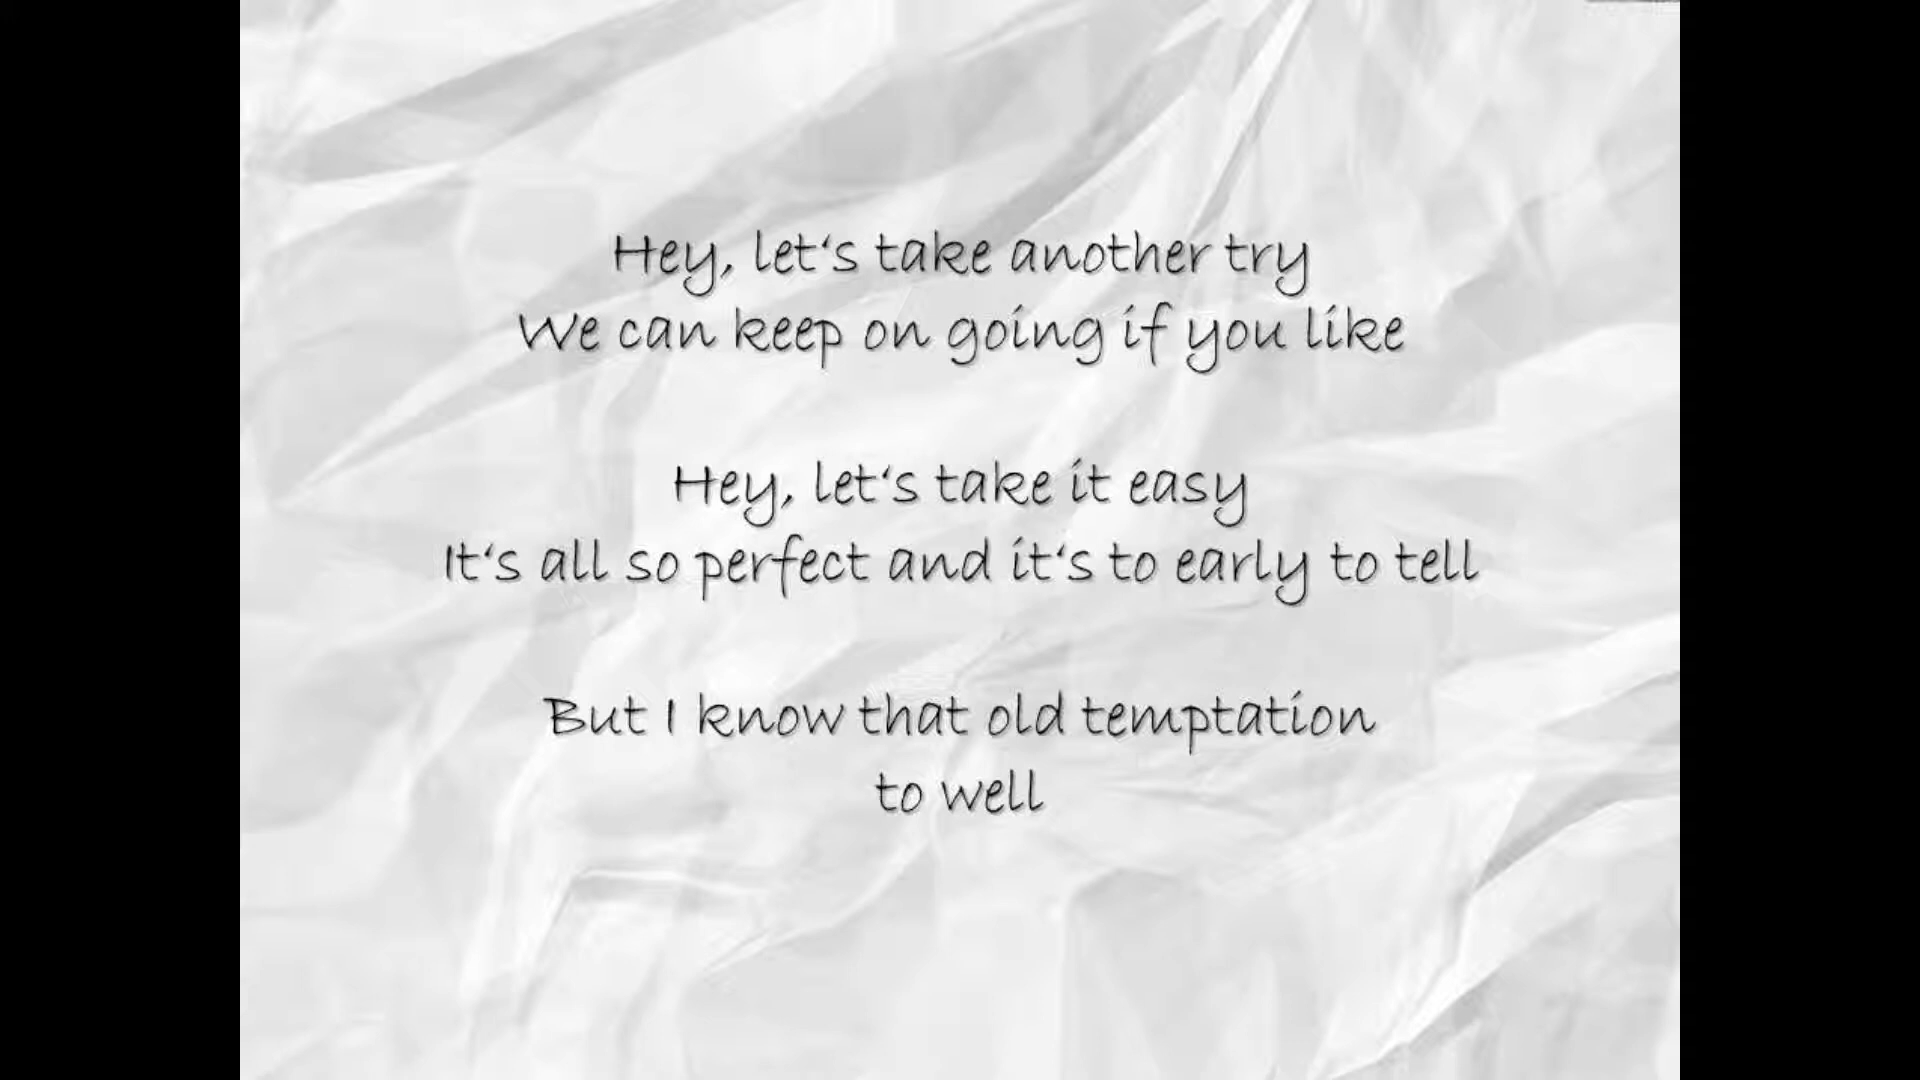 Hey, let‘s take another try
We can keep on going if you like
Hey, let‘s take it easy
It‘s all so perfect and it‘s to early to tell
But I know that old temptation
to well